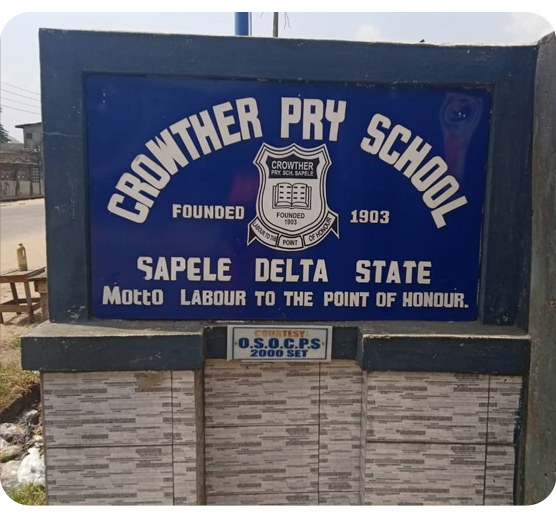 CROWTHER PRY SCHOOL
CROWTHER
PRY. SCH. SAPELE
FOUNDED
1903
LABOUR TO THE POINT OF HONOUR
FOUNDED 1903
SAPELE DELTA STATE
Motto LABOUR TO THE POINT OF HONOUR.
COURTESY:
O.S.O.C.P.S
2000 SET